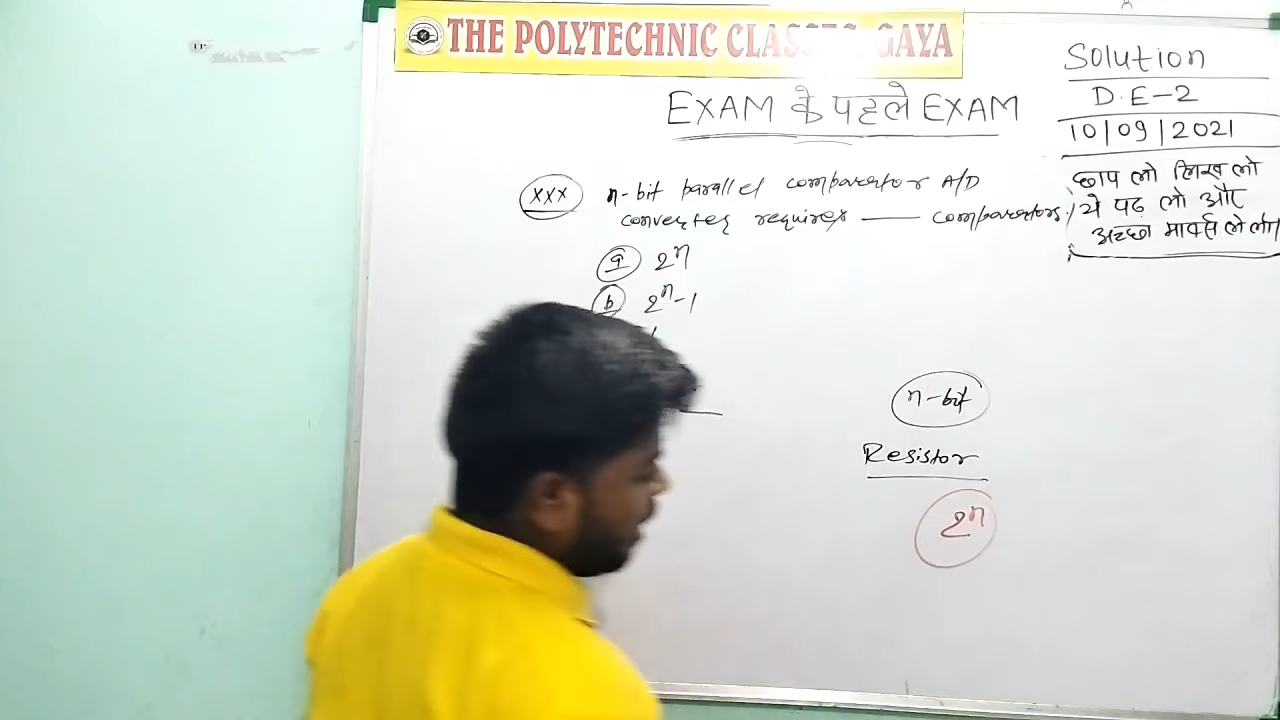 THE POLYTECHNIC CLASSES, GAYA
EXAM के पहले EXAM
Solution
D.E-2
10/09/2021
छाप लो लिख लो
ये पढ़ लो और
अच्छा मार्क्स ले लो।
xxx n-bit parallel comparator A/D
converter requires —— comparators.
a 2ⁿ
b 2ⁿ-1
n-bit
Resistor
2ⁿ